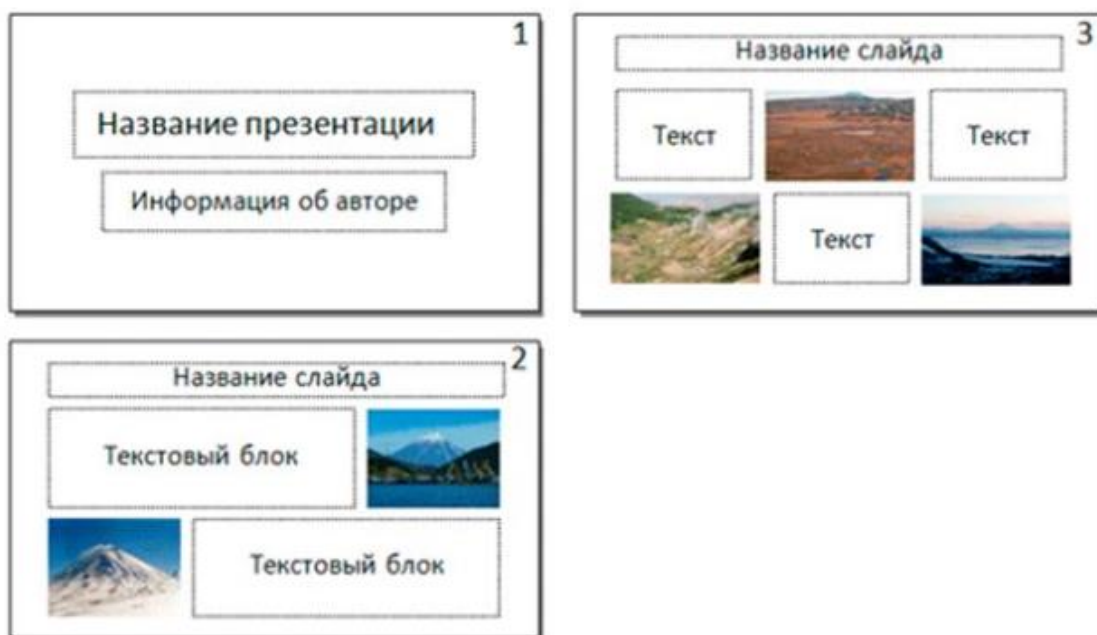 1
Название презентации
Информация об авторе
2
Название слайда
Текстовый блок
Текстовый блок
3
Название слайда
Текст
Текст
Текст